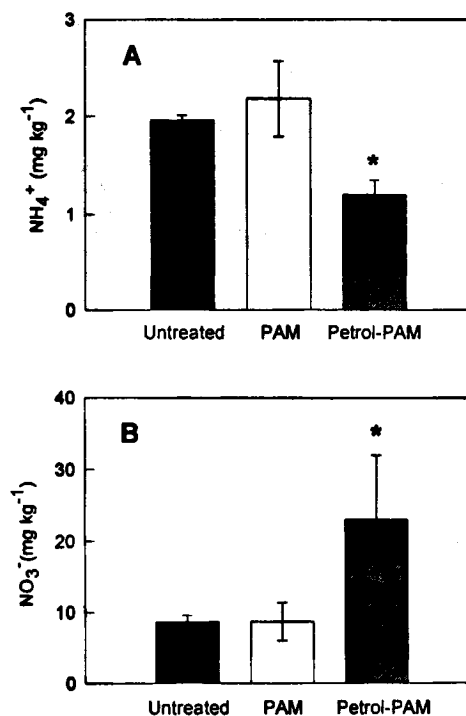 3
A
2
*
NH₄⁺ (mg kg⁻¹)
1
0
Untreated PAM Petrol-PAM
40
B
*
30
NO₃⁻(mg kg⁻¹)
20
10
0
Untreated PAM Petrol-PAM